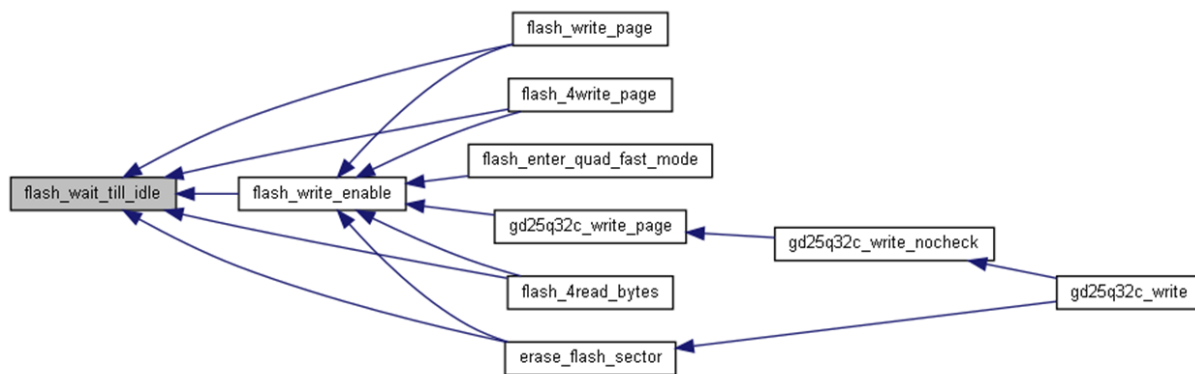 flash_write_page
flash_4write_page
flash_enter_quad_fast_mode
flash_wait_till_idle
flash_write_enable
gd25q32c_write_page
gd25q32c_write_nocheck
flash_4read_bytes
gd25q32c_write
erase_flash_sector